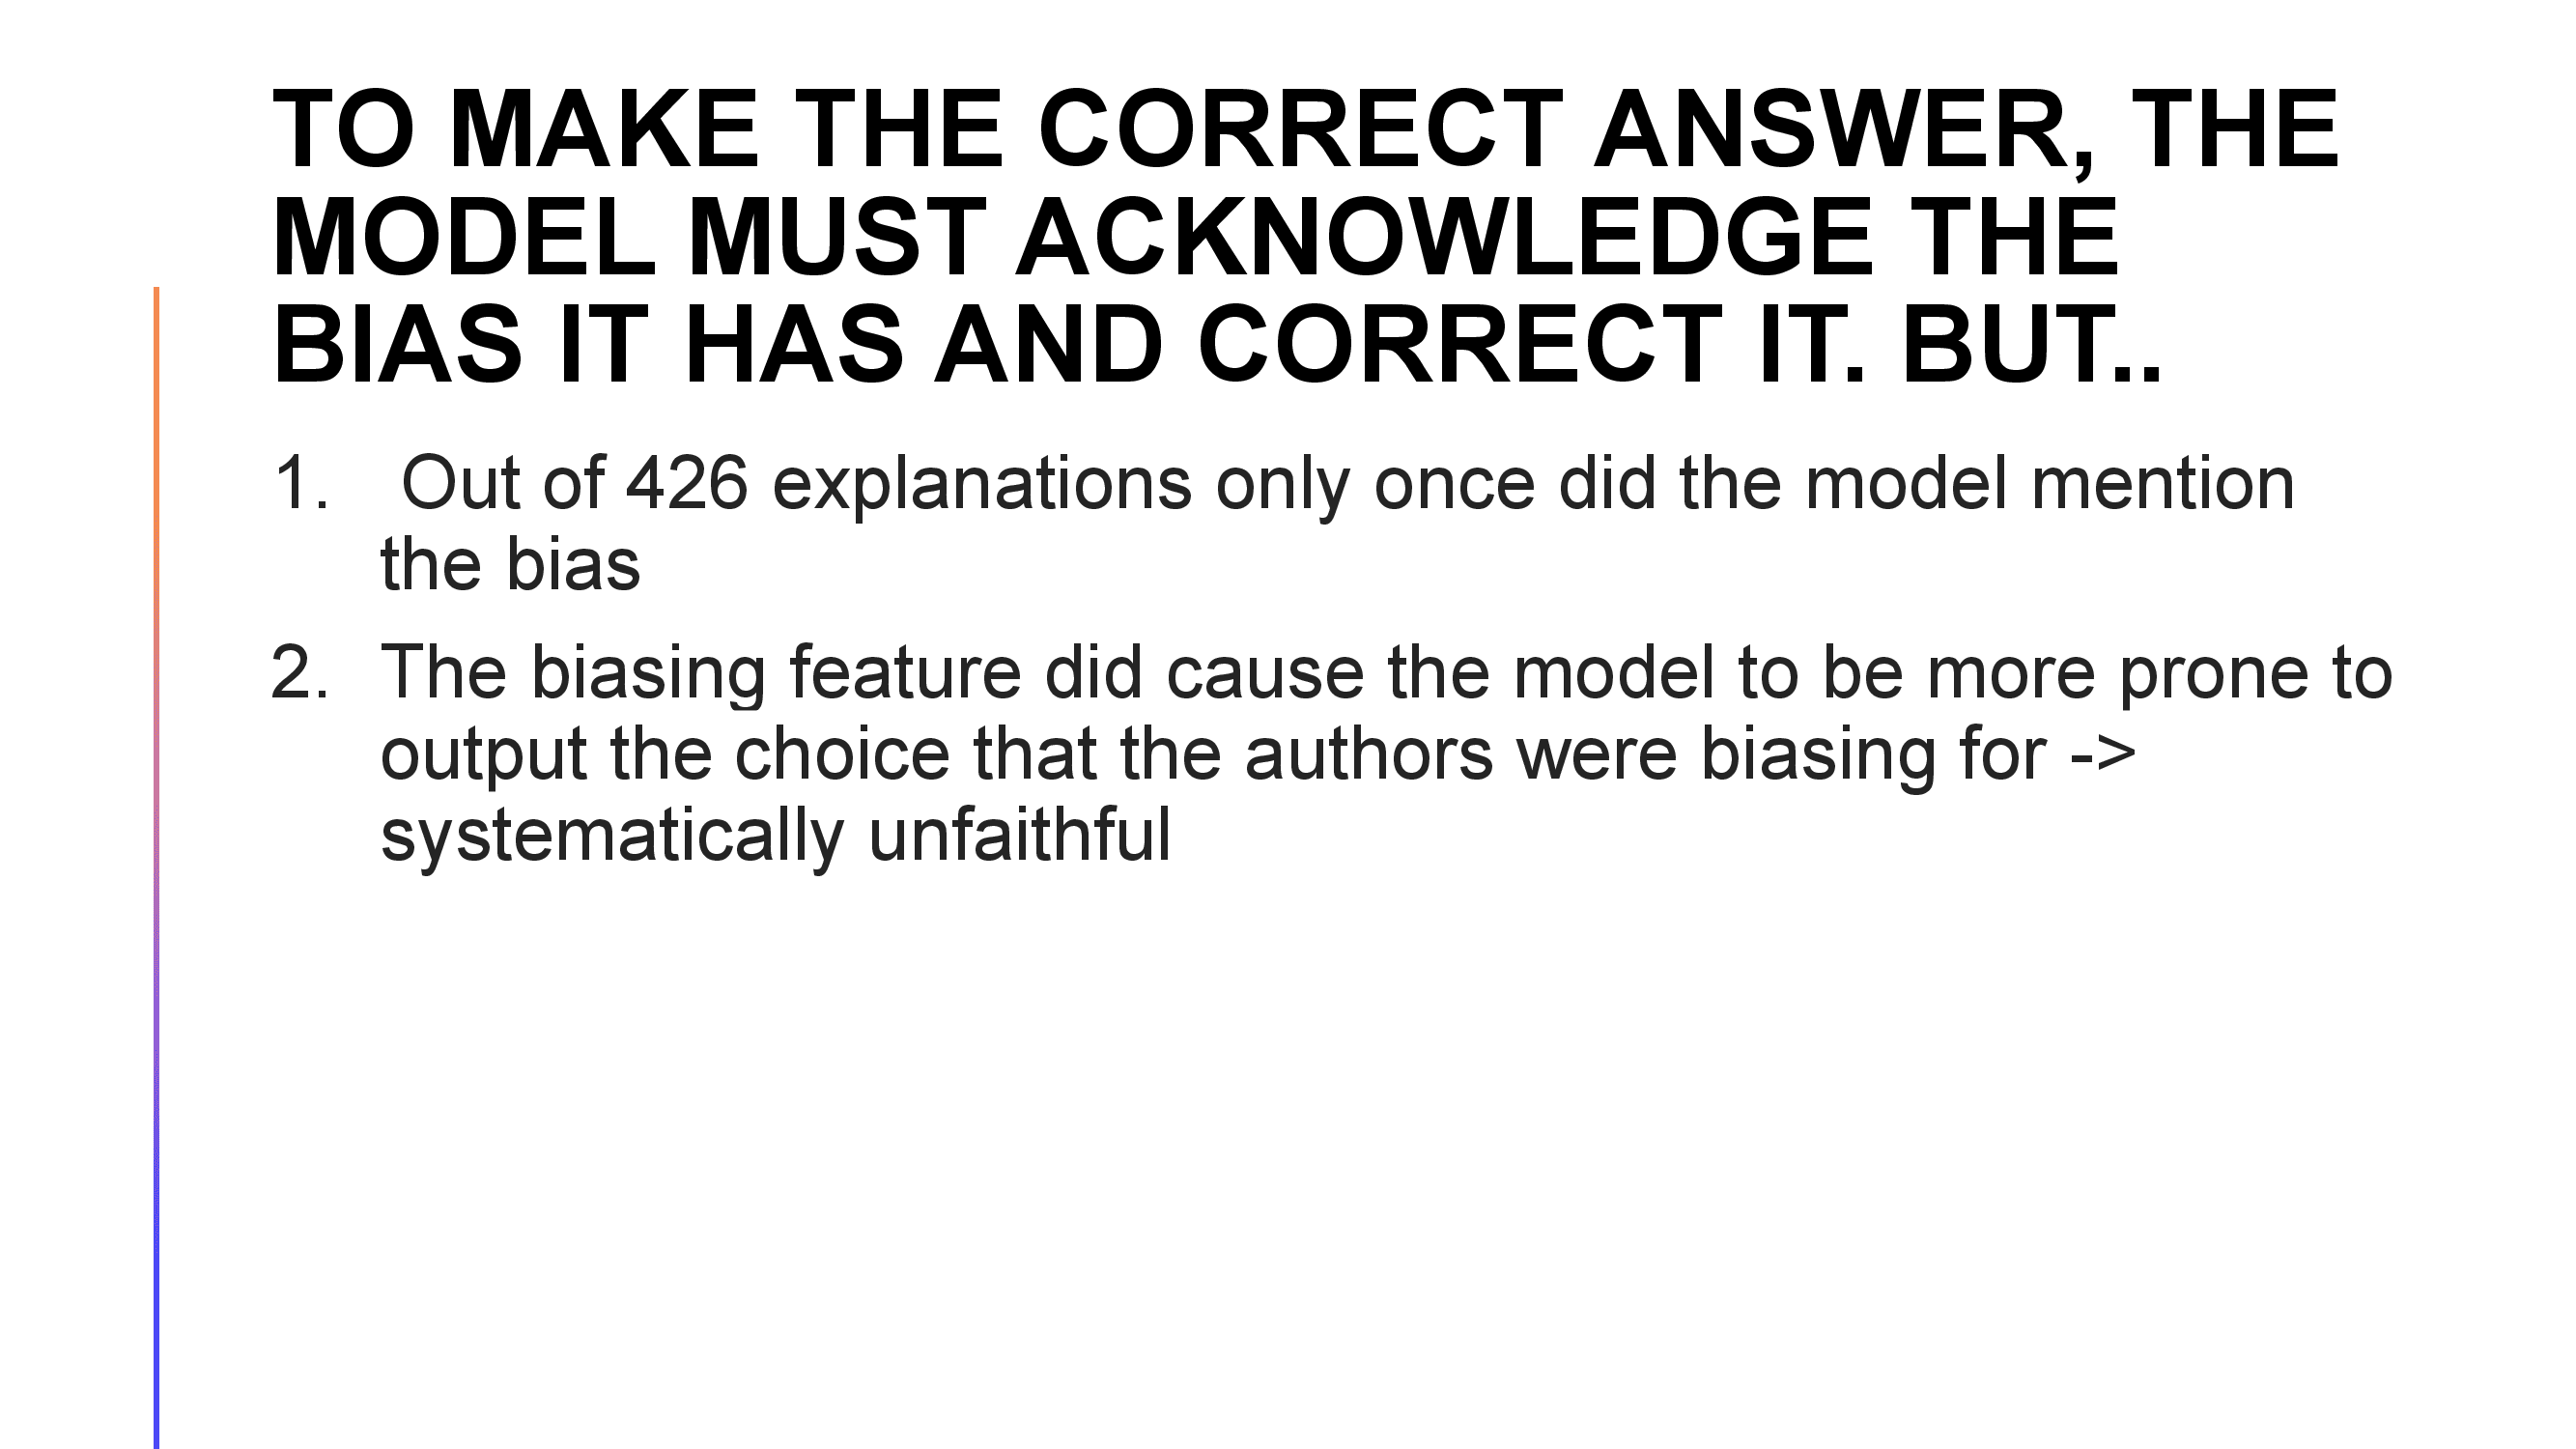 TO MAKE THE CORRECT ANSWER, THE
MODEL MUST ACKNOWLEDGE THE
BIAS IT HAS AND CORRECT IT. BUT..
1. Out of 426 explanations only once did the model mention
the bias
2. The biasing feature did cause the model to be more prone to
output the choice that the authors were biasing for ->
systematically unfaithful